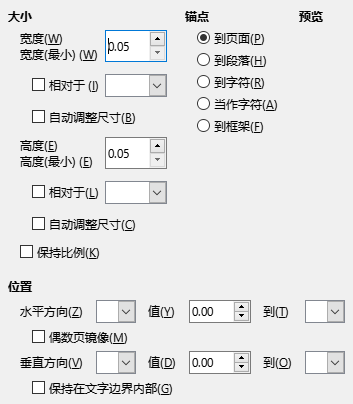 大小 锚点 预览
宽度(W)
宽度(最小) (W) 0.05
到页面(P)
到段落(H)
相对于 (I)
到字符(R)
当作字符(A)
自动调整尺寸(B)
到框架(F)
高度(E)
高度(最小) (E) 0.05
相对于(L)
自动调整尺寸(C)
保持比例(K)
位置
水平方向(Z) 值(Y) 0.00 到(T)
偶数页镜像(M)
垂直方向(V) 值(D) 0.00 到(O)
保持在文字边界内部(G)